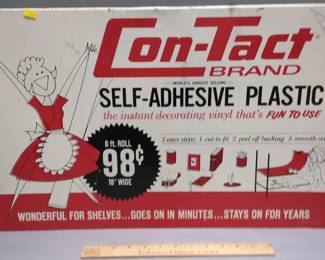 Con-Tact®
BRAND
WORLD'S LARGEST SELLING
SELF-ADHESIVE PLASTIC
the instant decorating vinyl that's FUN TO USE
3 easy steps: 1. cut to fit 2. peel off backing 3. smooth on
6 ft. ROLL
98¢
18" WIDE
WONDERFUL FOR SHELVES...GOES ON IN MINUTES...STAYS ON FOR YEARS